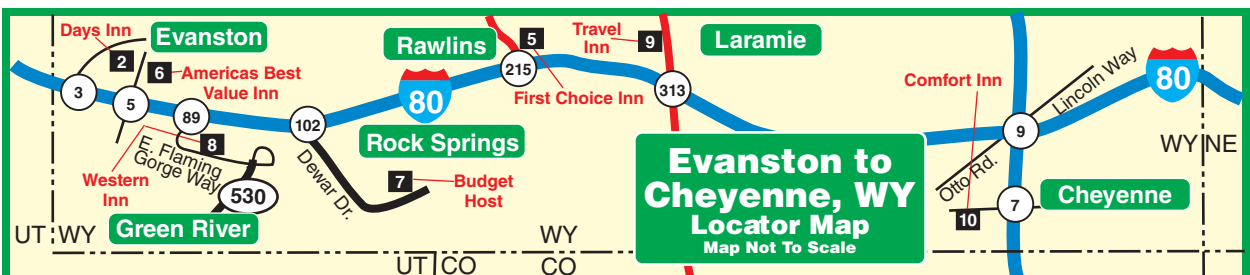 Days Inn
Evanston
2
6
Americas Best
Value Inn
3
5
89
8
Western
Inn
E. Flaming
Gorge Way
530
Green River
UT WY
102
Dewar Dr.
7
Budget
Host
Rawlins
80
Rock Springs
215
5
First Choice Inn
Travel
Inn
9
313
Laramie
Evanston to
Cheyenne, WY
Locator Map
Map Not To Scale
WY
UT CO
CO
Comfort Inn
9
Lincoln Way
80
WY NE
Otto Rd.
10
7
Cheyenne